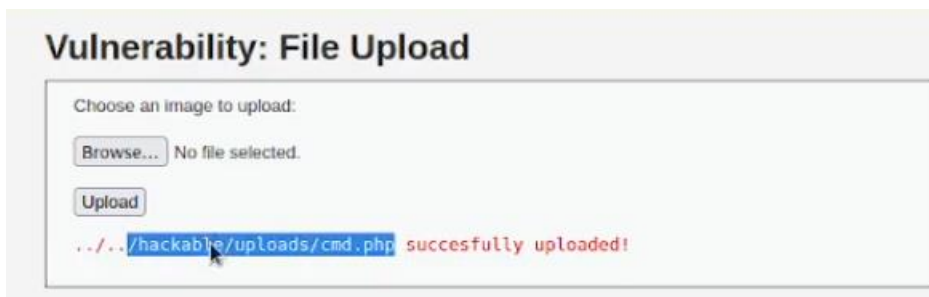 Vulnerability: File Upload
Choose an image to upload:
Browse... No file selected.
Upload
../../hackable/uploads/cmd.php succesfully uploaded!